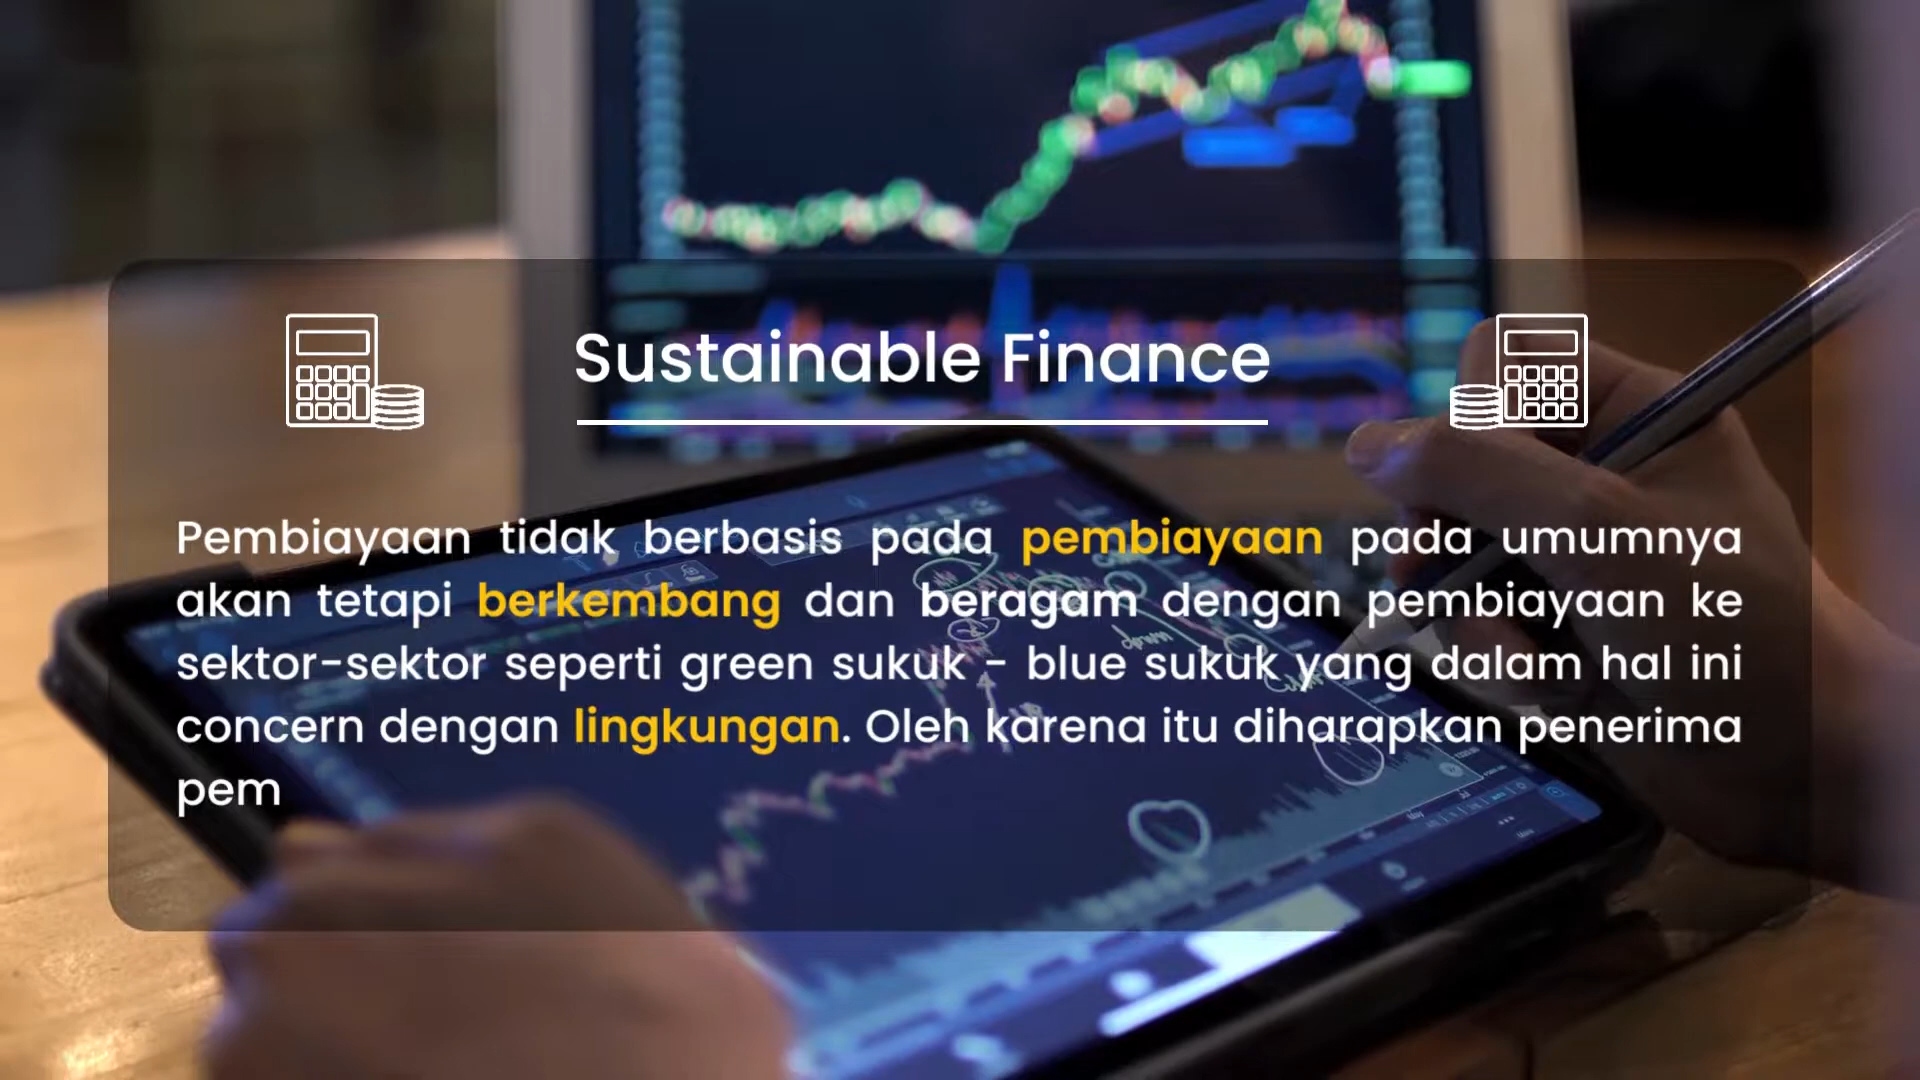 Sustainable Finance
Pembiayaan tidak berbasis pada pembiayaan pada umumnya
akan tetapi berkembang dan beragam dengan pembiayaan ke
sektor-sektor seperti green sukuk - blue sukuk yang dalam hal ini
concern dengan lingkungan. Oleh karena itu diharapkan penerima
pem